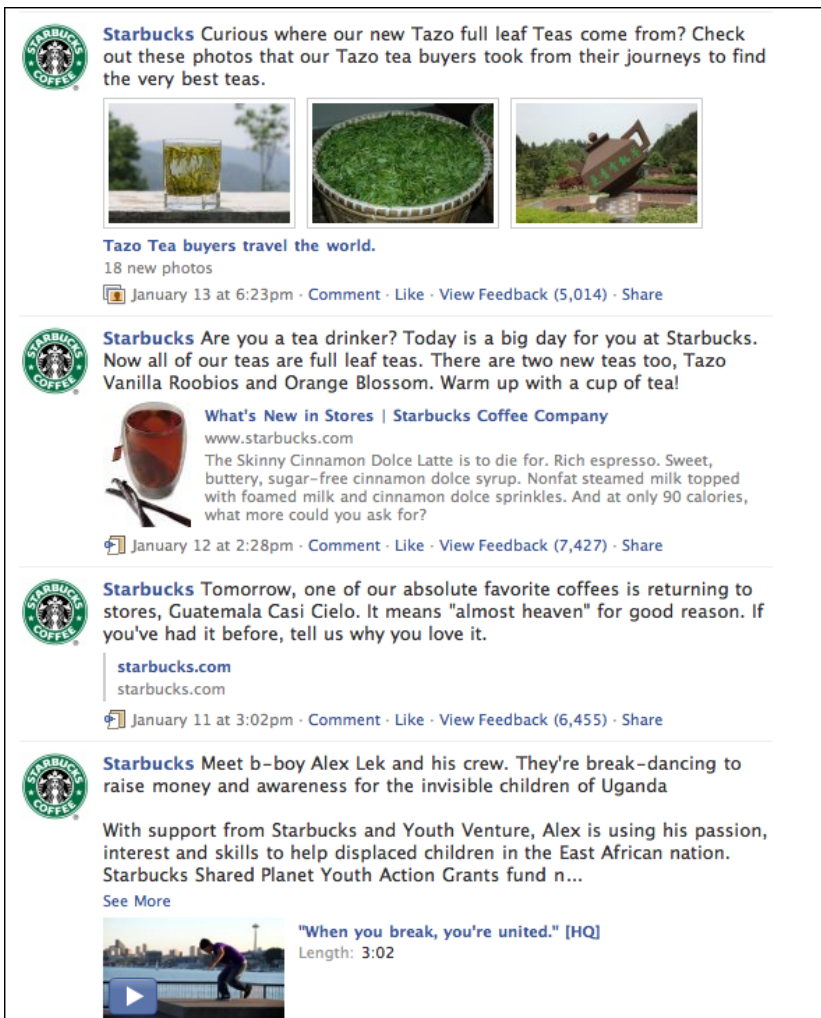 Starbucks Curious where our new Tazo full leaf Teas come from? Check
out these photos that our Tazo tea buyers took from their journeys to find
the very best teas.
Tazo Tea buyers travel the world.
18 new photos
January 13 at 6:23pm · Comment · Like · View Feedback (5,014) · Share
STARBUCKS
COFFEE
Starbucks Are you a tea drinker? Today is a big day for you at Starbucks.
Now all of our teas are full leaf teas. There are two new teas too, Tazo
Vanilla Roobios and Orange Blossom. Warm up with a cup of tea!
What's New in Stores | Starbucks Coffee Company
www.starbucks.com
The Skinny Cinnamon Dolce Latte is to die for. Rich espresso. Sweet,
buttery, sugar-free cinnamon dolce syrup. Nonfat steamed milk topped
with foamed milk and cinnamon dolce sprinkles. And at only 90 calories,
what more could you ask for?
January 12 at 2:28pm · Comment · Like · View Feedback (7,427) · Share
STARBUCKS
COFFEE
Starbucks Tomorrow, one of our absolute favorite coffees is returning to
stores, Guatemala Casi Cielo. It means "almost heaven" for good reason. If
you've had it before, tell us why you love it.
starbucks.com
starbucks.com
January 11 at 3:02pm · Comment · Like · View Feedback (6,455) · Share
STARBUCKS
COFFEE
Starbucks Meet b-boy Alex Lek and his crew. They're break-dancing to
raise money and awareness for the invisible children of Uganda
With support from Starbucks and Youth Venture, Alex is using his passion,
interest and skills to help displaced children in the East African nation.
Starbucks Shared Planet Youth Action Grants fund n...
See More
"When you break, you're united." [HQ]
Length: 3:02
STARBUCKS
COFFEE